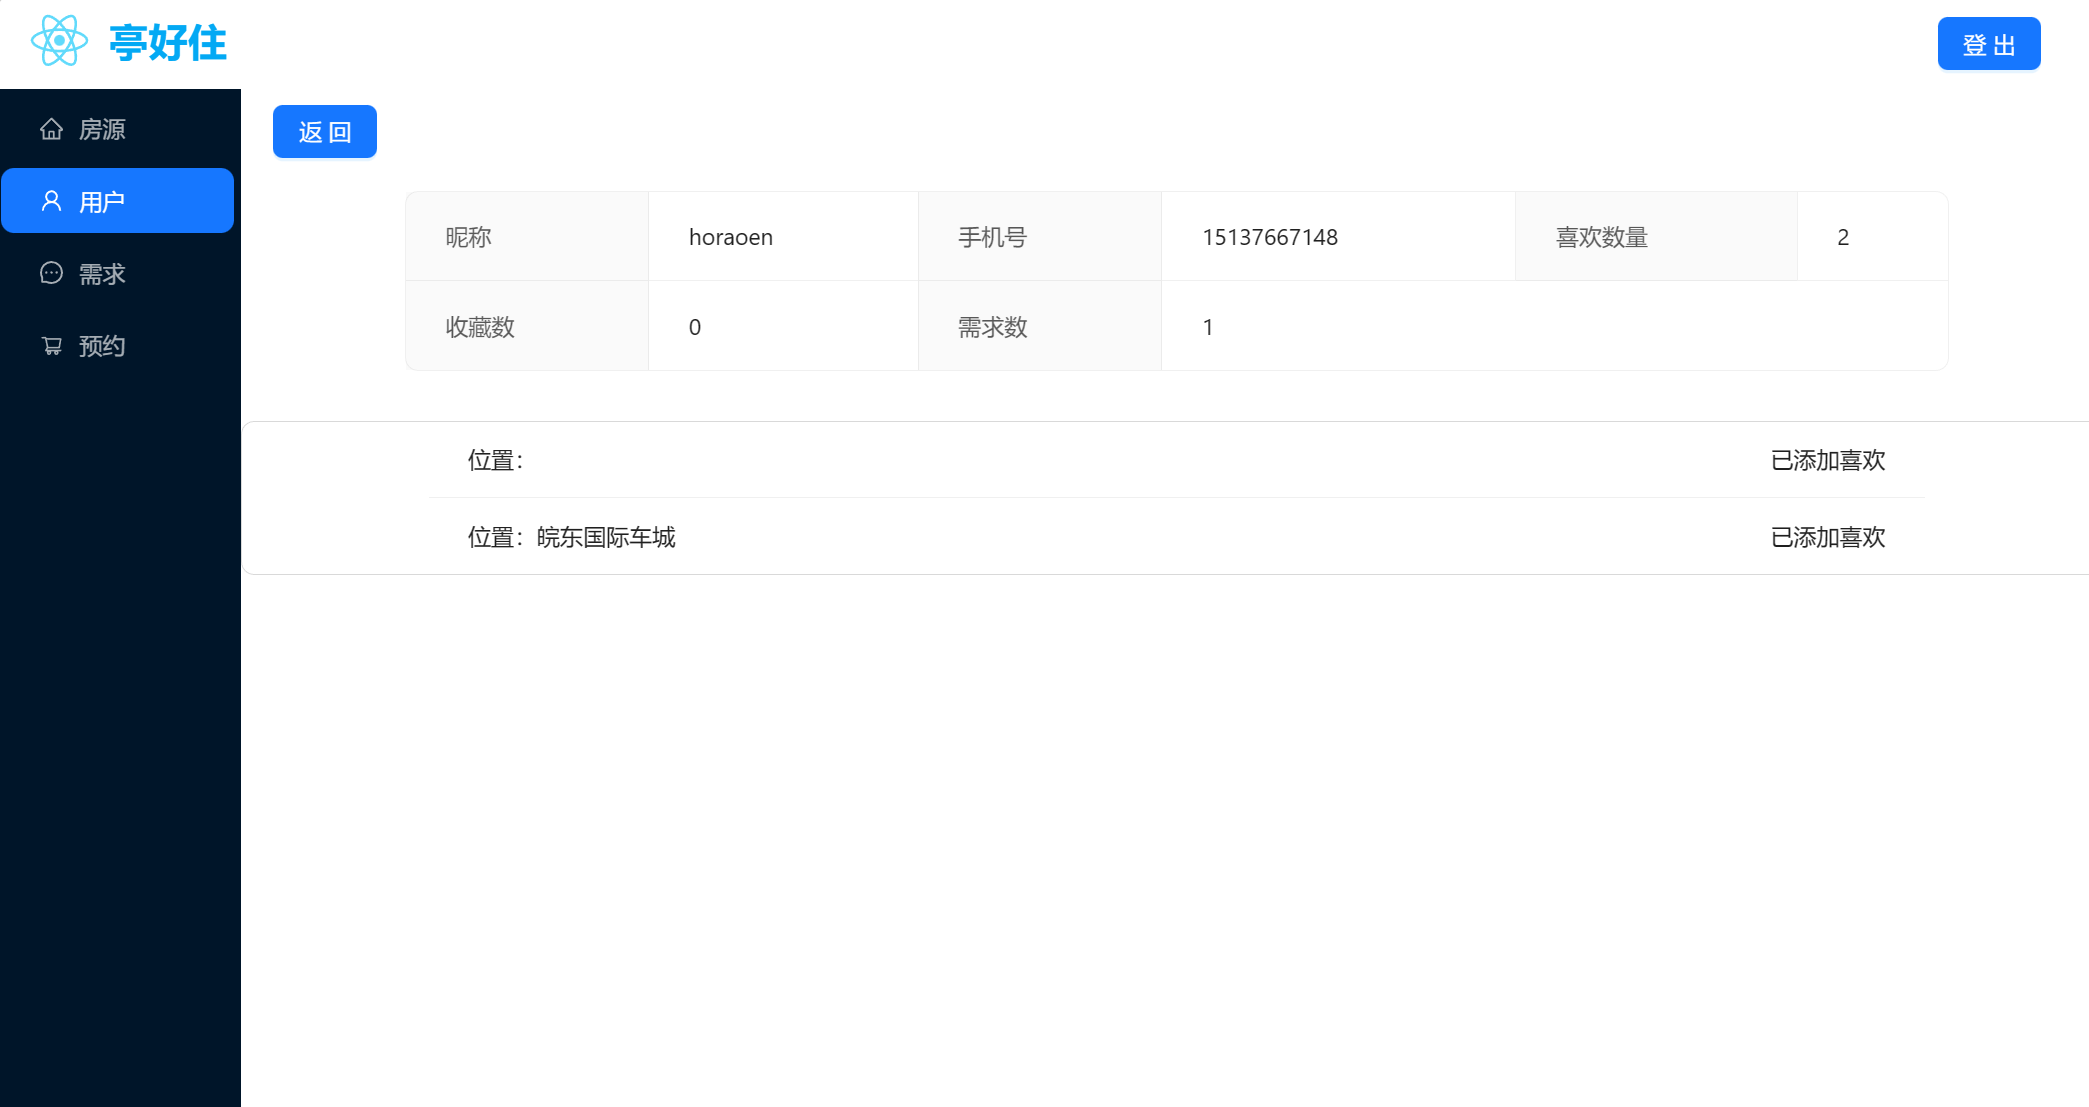 亭好住
登 出
房源
用户
需求
预约
返 回
昵称 horaoen 手机号 15137667148 喜欢数量 2
收藏数 0 需求数 1
位置： 已添加喜欢
位置：皖东国际车城 已添加喜欢